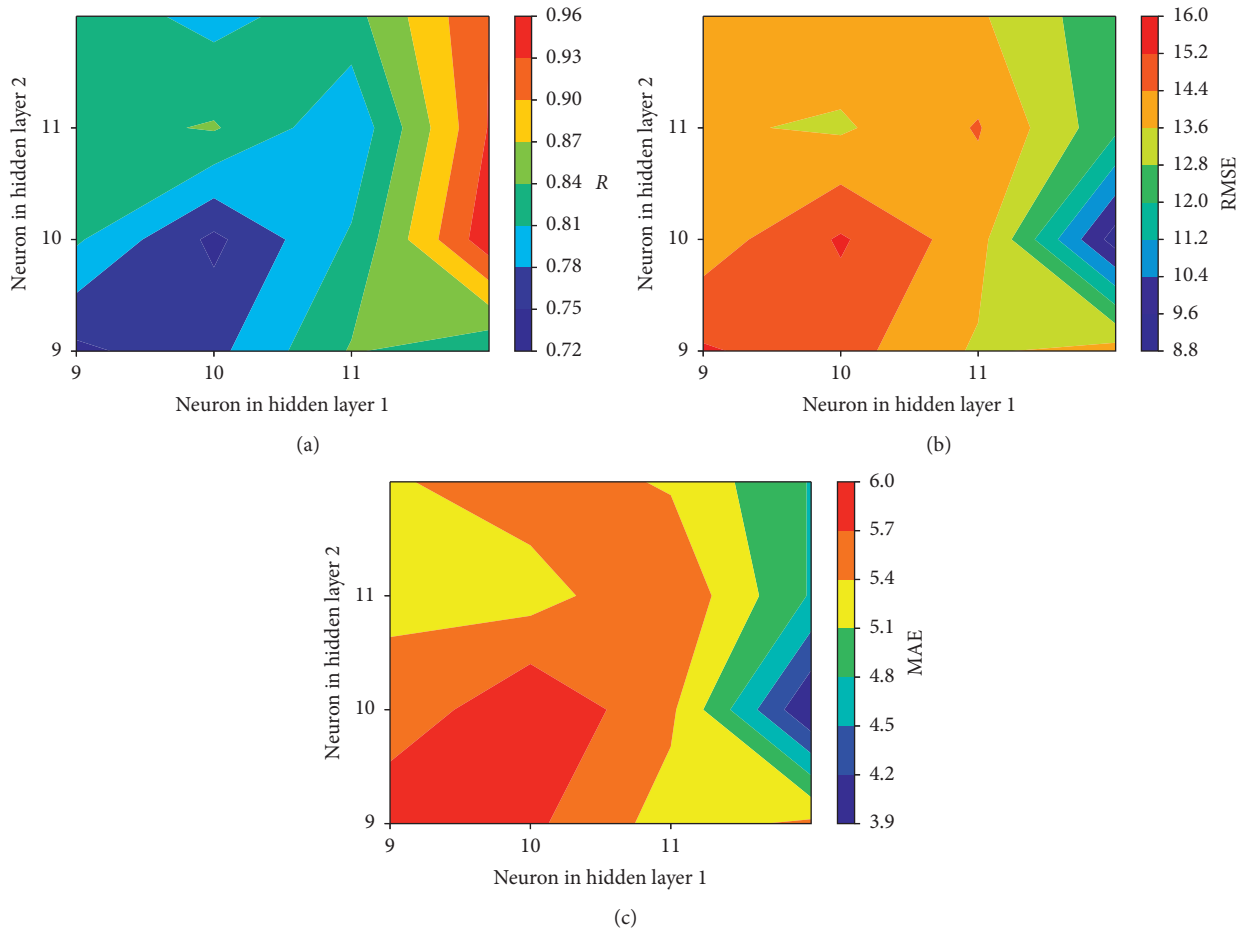 0.96
0.93
0.90
0.87
0.84
0.81
0.78
0.75
0.72
R
11
10
9
Neuron in hidden layer 2
9 10 11
Neuron in hidden layer 1
(a)
16.0
15.2
14.4
13.6
12.8
12.0
11.2
10.4
9.6
8.8
RMSE
11
10
9
Neuron in hidden layer 2
9 10 11
Neuron in hidden layer 1
(b)
6.0
5.7
5.4
5.1
4.8
4.5
4.2
3.9
MAE
11
10
9
Neuron in hidden layer 2
9 10 11
Neuron in hidden layer 1
(c)